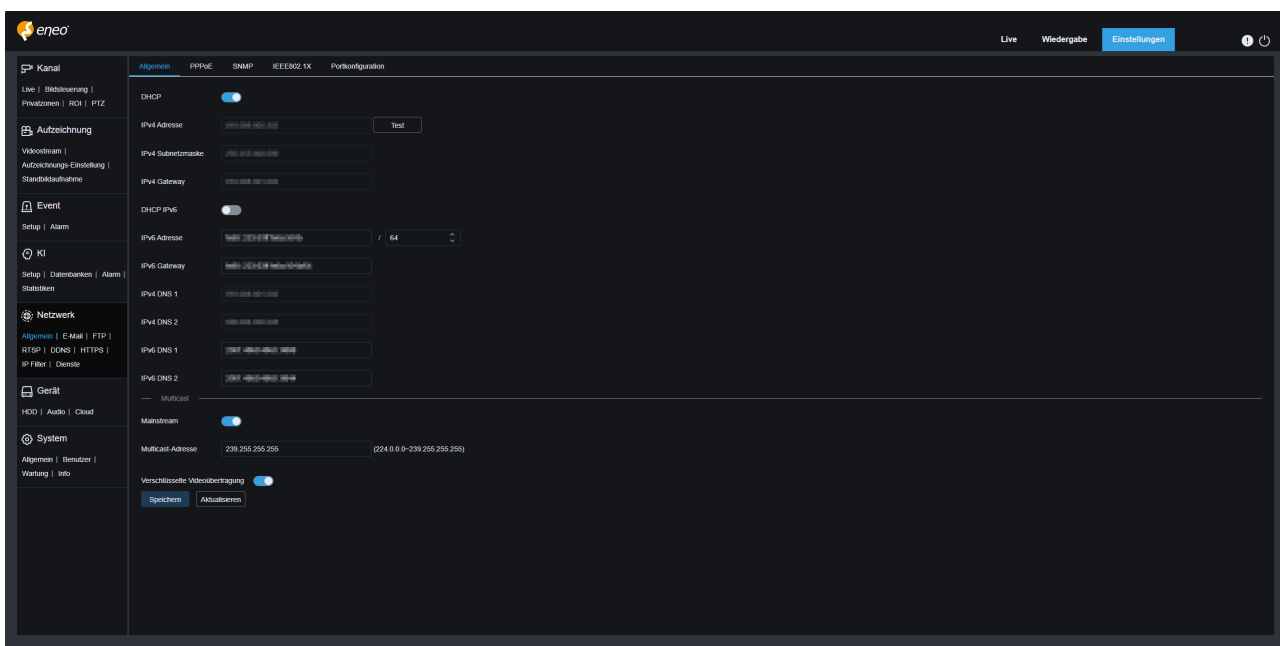 eneo
Live Wiedergabe Einstellungen
Kanal
Live | Bildsteuerung |
Privatzonen | ROI | PTZ
Aufzeichnung
Videostream |
Aufzeichnungs-Einstellung |
Standbildaufnahme
Event
Setup | Alarm
KI
Setup | Datenbanken | Alarm |
Statistiken
Netzwerk
Allgemein | E-Mail | FTP |
RTSP | DDNS | HTTPS |
IP Filter | Dienste
Gerät
HDD | Audio | Cloud
System
Allgemein | Benutzer |
Wartung | Info
Allgemein PPPoE SNMP IEEE802.1X Portkonfiguration
DHCP
IPv4 Adresse Test
IPv4 Subnetzmaske
IPv4 Gateway
DHCP IPv6
IPv6 Adresse / 64
IPv6 Gateway
IPv4 DNS 1
IPv4 DNS 2
IPv6 DNS 1
IPv6 DNS 2
Multicast
Mainstream
Multicast-Adresse 239.255.255.255 (224.0.0.0~239.255.255.255)
Verschlüsselte Videoübertragung
Speichern Aktualisieren